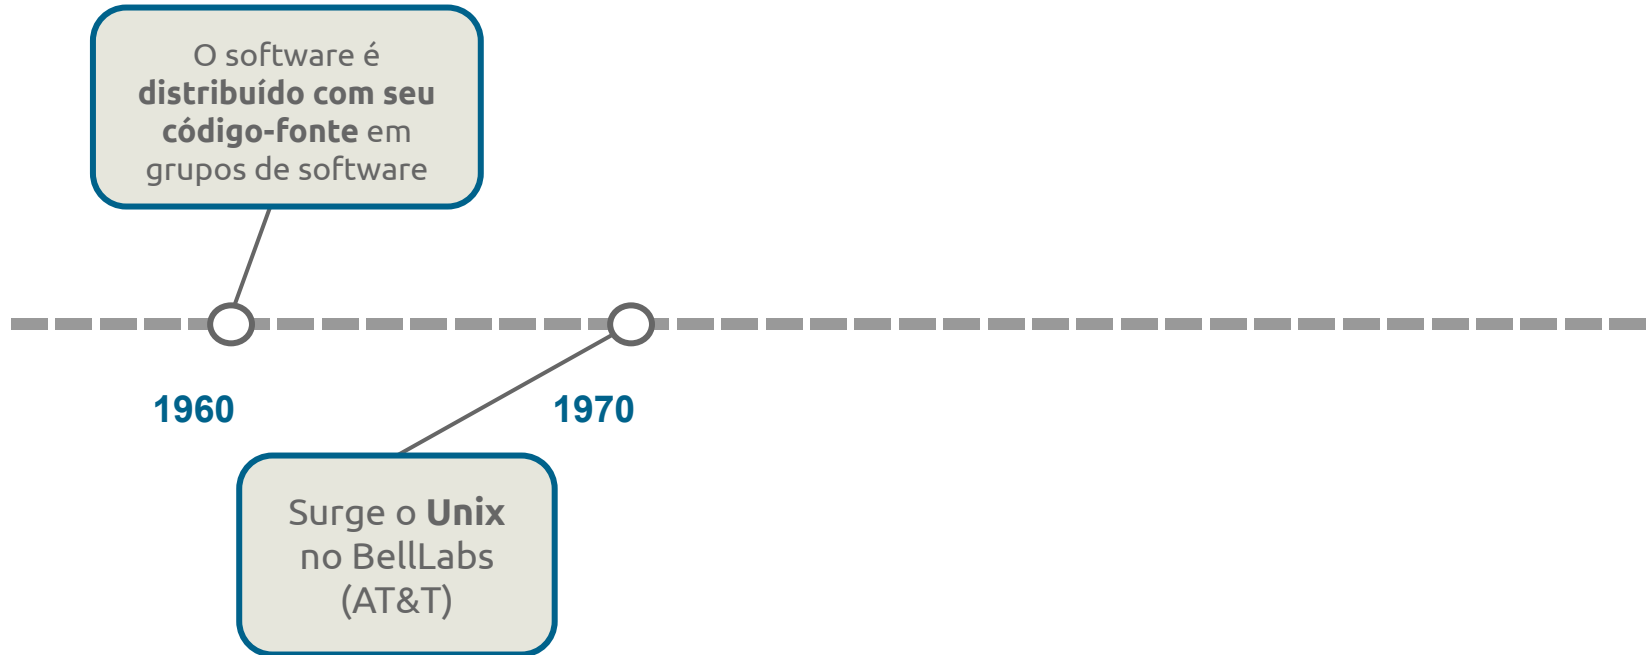 O software é
distribuído com seu
código-fonte em
grupos de software
1960
1970
Surge o Unix
no BellLabs
(AT&T)